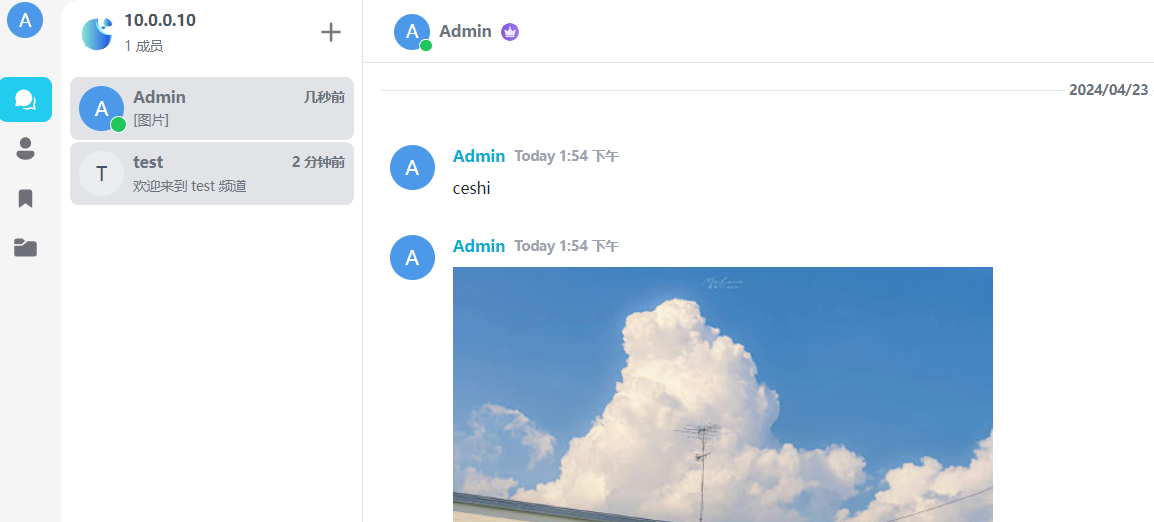 A
10.0.0.10
1 成员
A
Admin
几秒前
[图片]
T
test
2 分钟前
欢迎来到 test 频道
A
Admin
2024/04/23
A
Admin Today 1:54 下午
ceshi
A
Admin Today 1:54 下午